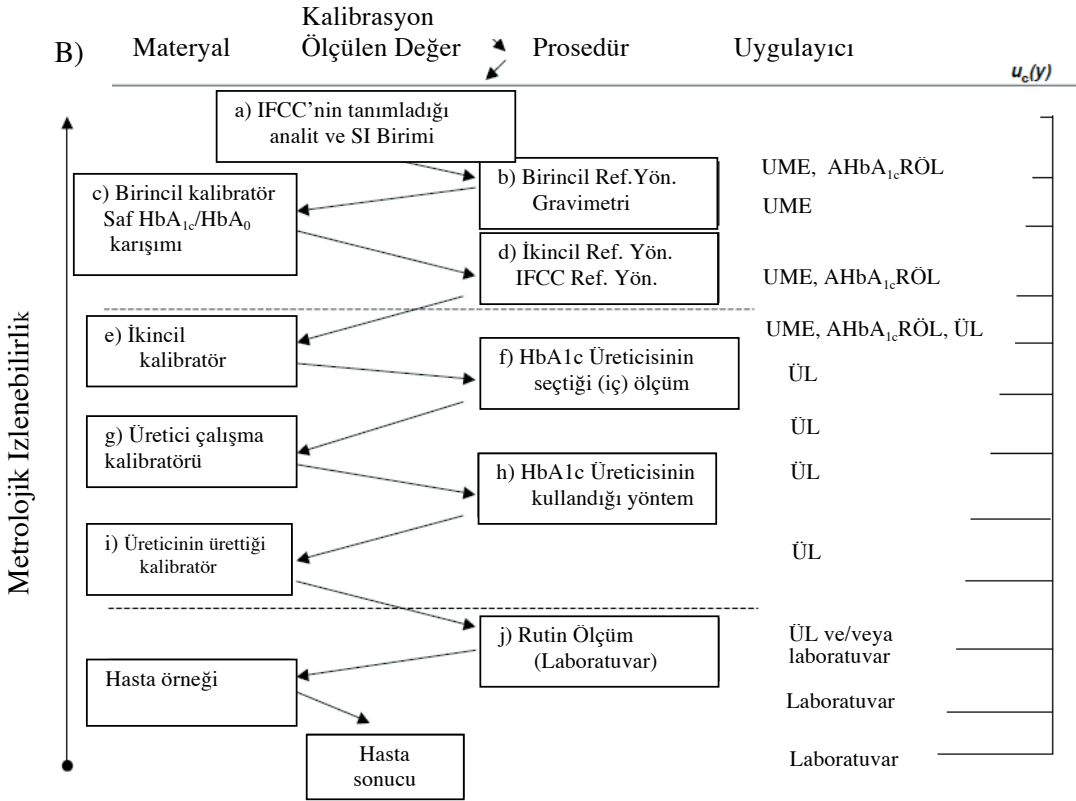 Kalibrasyon
B) Materyal Ölçülen Değer Prosedür Uygulayıcı
u_c(y)
a) IFCC'nin tanımladığı
analit ve SI Birimi
b) Birincil Ref.Yön.
Gravimetri
UME, AHbA₁cRÖL
UME
c) Birincil kalibratör
Saf HbA₁c/HbA₀
karışımı
d) İkincil Ref. Yön.
IFCC Ref. Yön.
UME, AHbA₁cRÖL
e) İkincil
kalibratör
UME, AHbA₁cRÖL, ÜL
f) HbA1c Üreticisinin
seçtiği (iç) ölçüm
ÜL
g) Üretici çalışma
kalibratörü
ÜL
h) HbA1c Üreticisinin
kullandığı yöntem
ÜL
i) Üreticinin ürettiği
kalibratör
ÜL
j) Rutin Ölçüm
(Laboratuvar)
ÜL ve/veya
laboratuvar
Hasta örneği
Laboratuvar
Hasta
sonucu
Laboratuvar
Metrolojik Izlenebilirlik